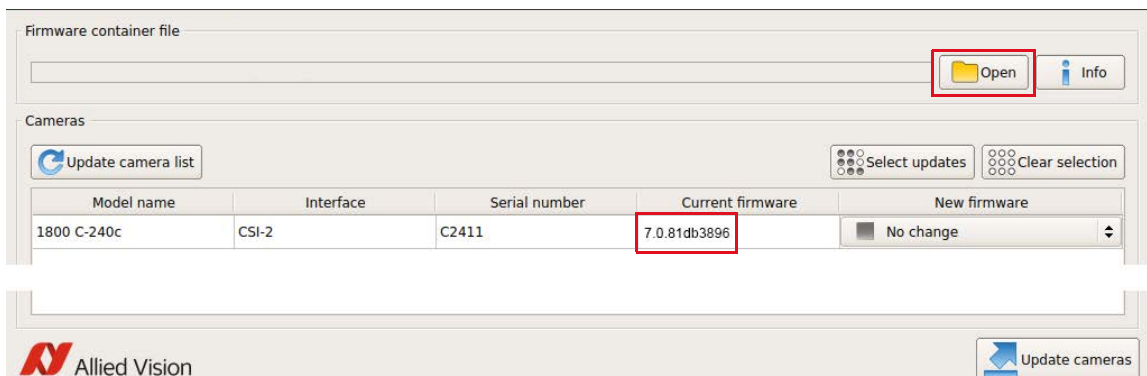 Firmware container file
Open Info
Cameras
Update camera list Select updates Clear selection
Model name Interface Serial number Current firmware New firmware
1800 C-240c CSI-2 C2411 7.0.81db3896 No change
Allied Vision Update cameras